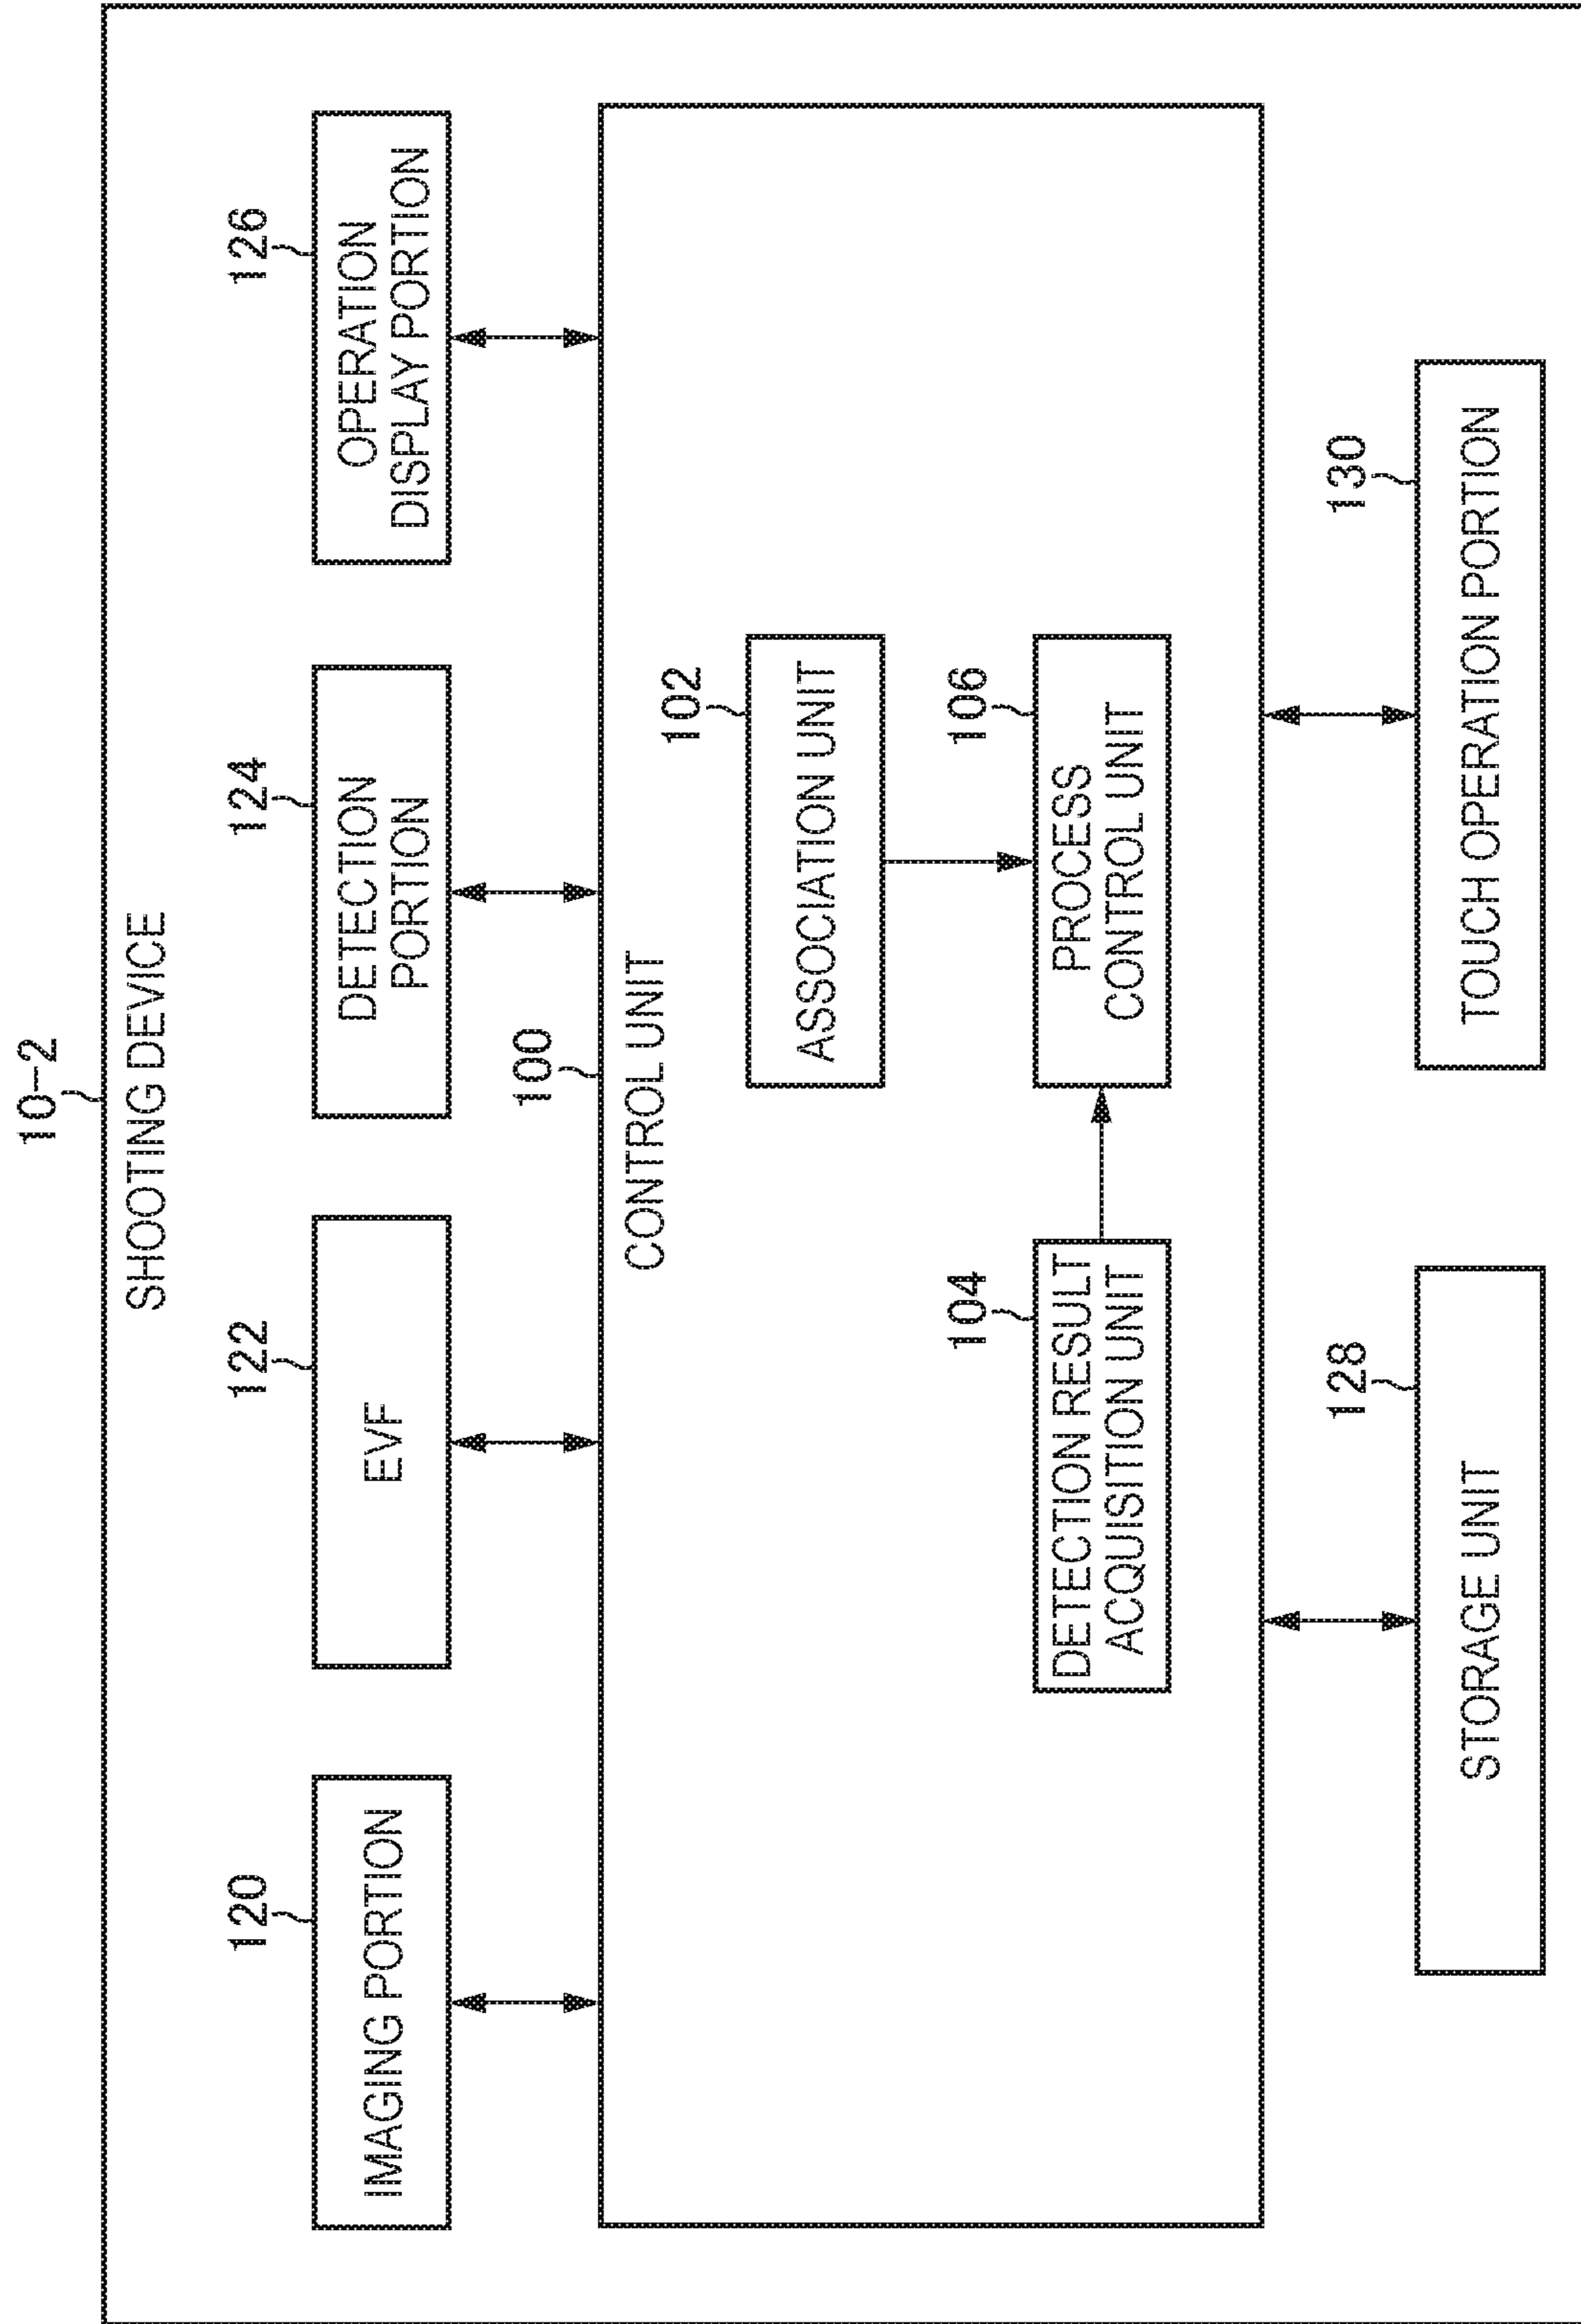 10-2
SHOOTING DEVICE
120
IMAGING PORTION
122
EVF
124
DETECTION
PORTION
126
OPERATION
DISPLAY PORTION
100
CONTROL UNIT
102
ASSOCIATION UNIT
104
DETECTION RESULT
ACQUISITION UNIT
106
PROCESS
CONTROL UNIT
128
STORAGE UNIT
130
TOUCH OPERATION PORTION